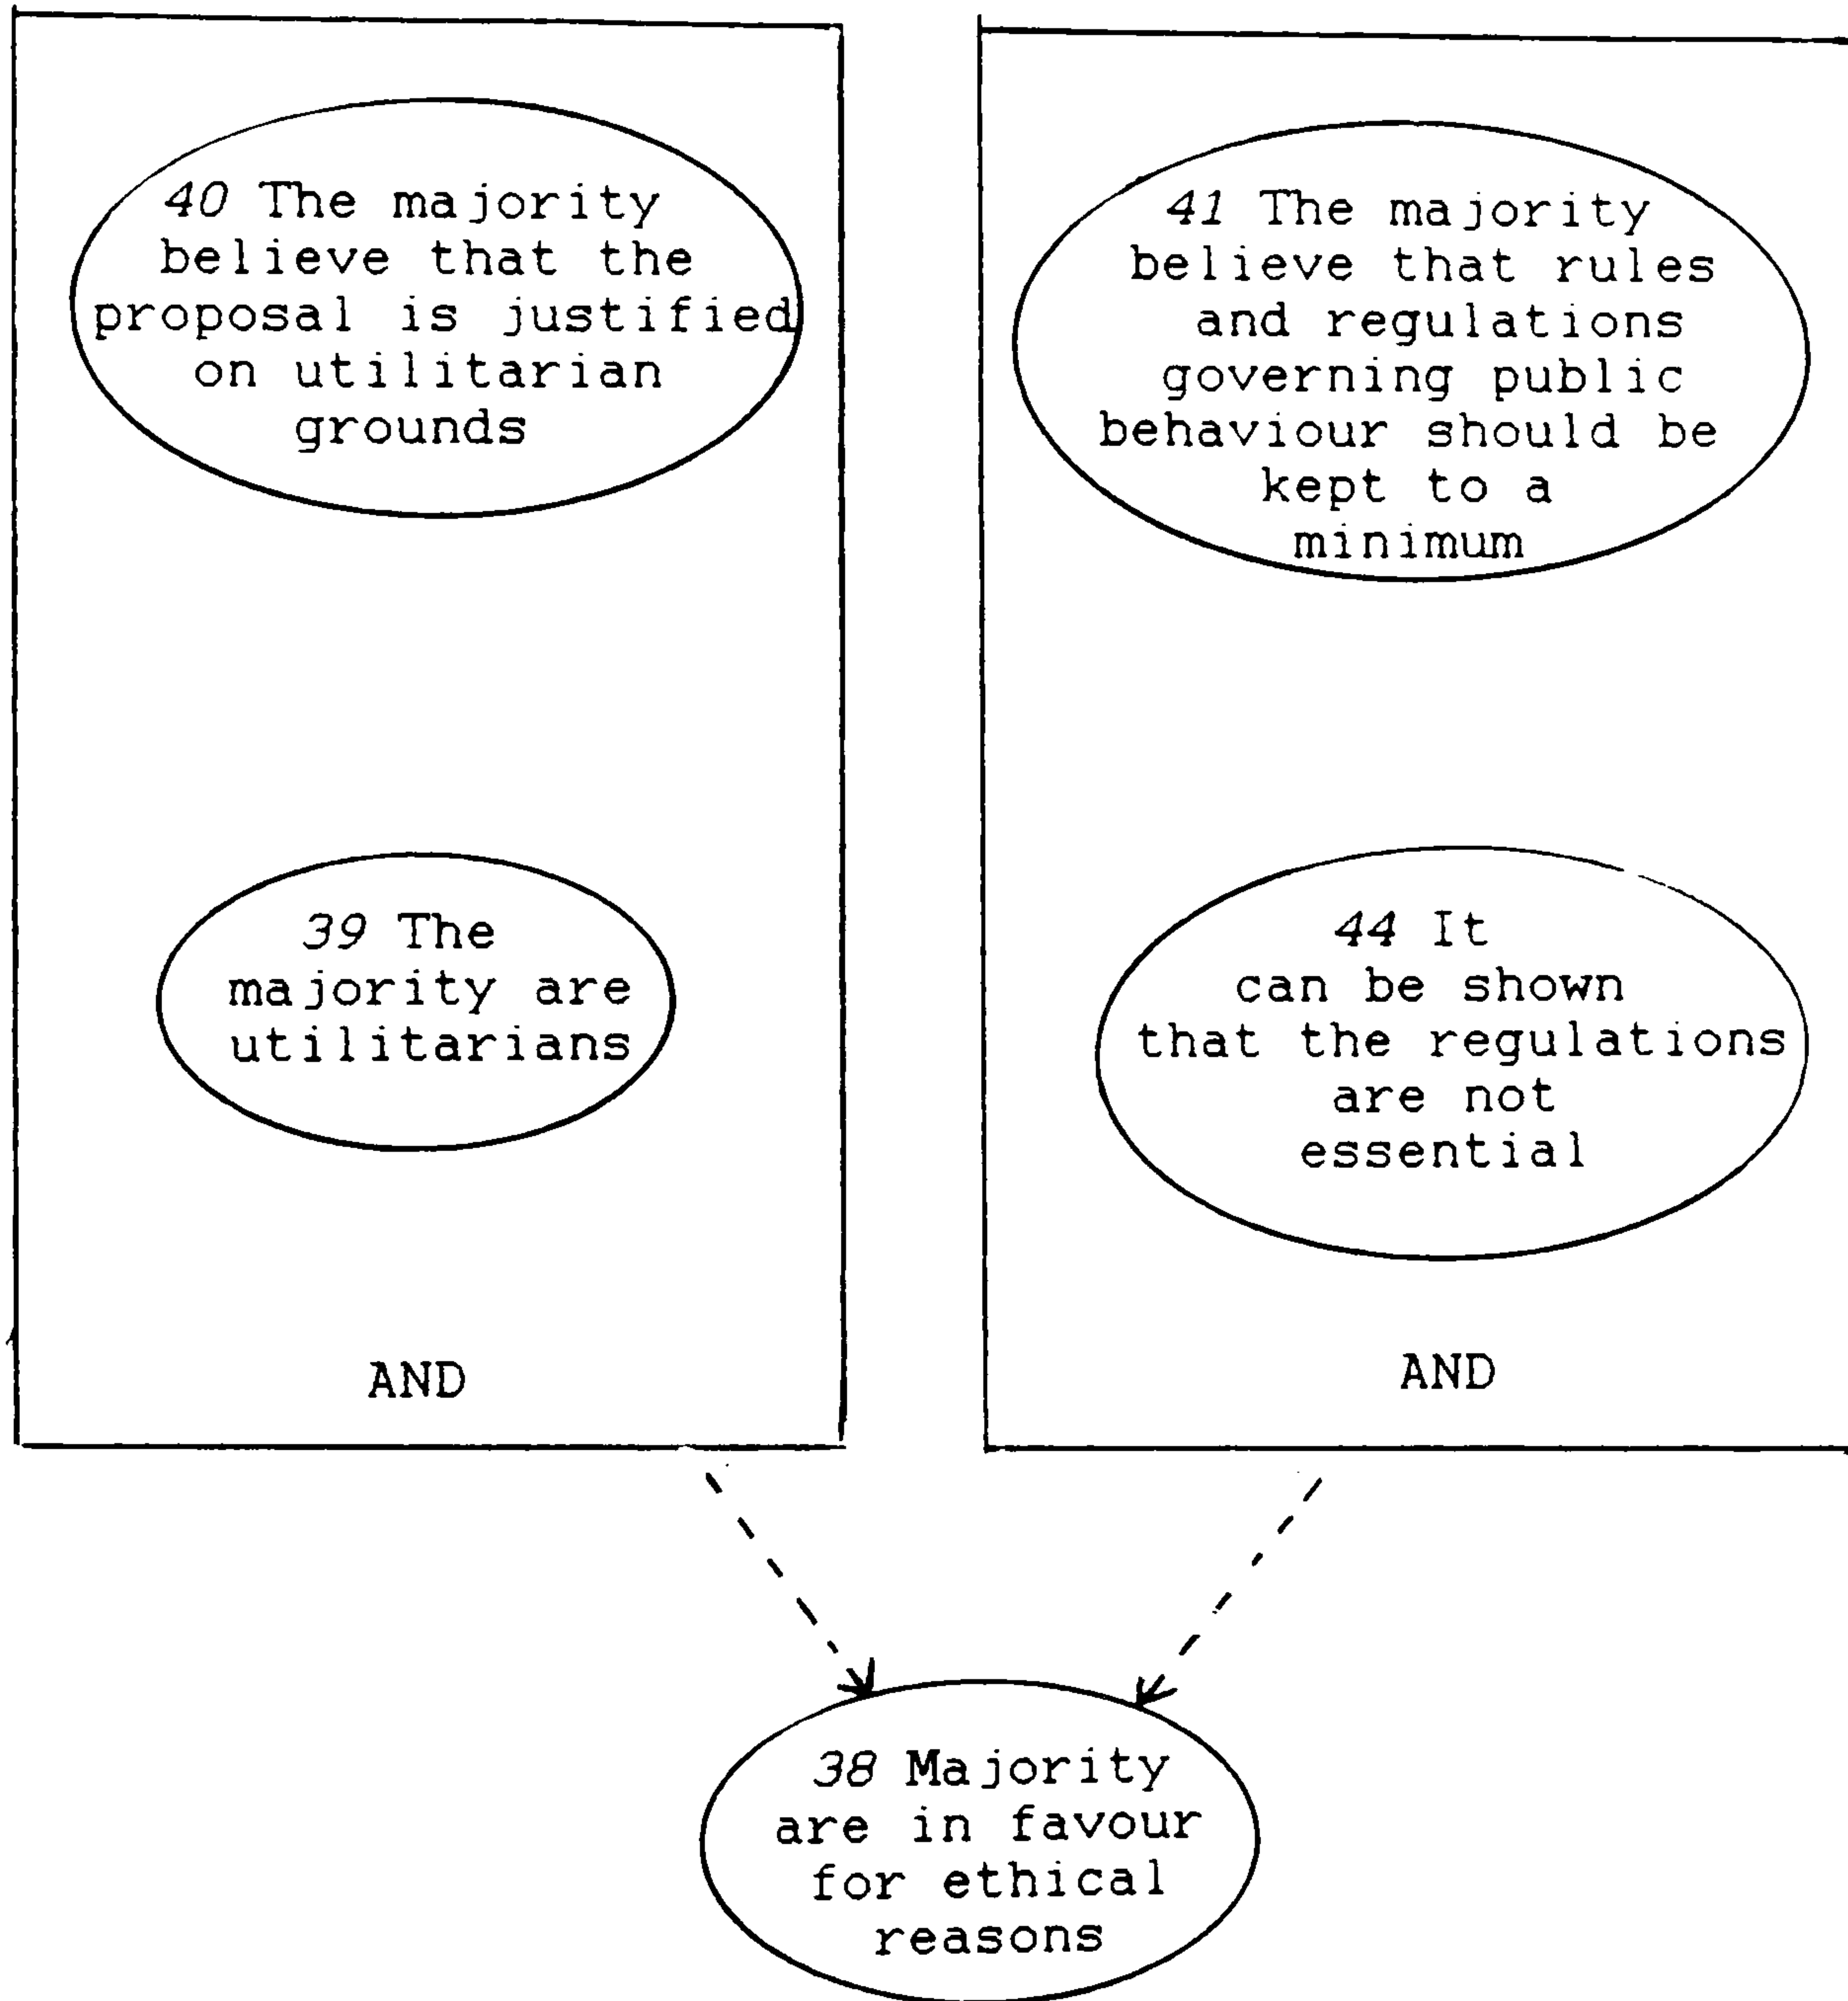 40 The majority
believe that the
proposal is justified
on utilitarian
grounds
39 The
majority are
utilitarians
AND
41 The majority
believe that rules
and regulations
governing public
behaviour should be
kept to a
minimum
44 It
can be shown
that the regulations
are not
essential
AND
38 Majority
are in favour
for ethical
reasons